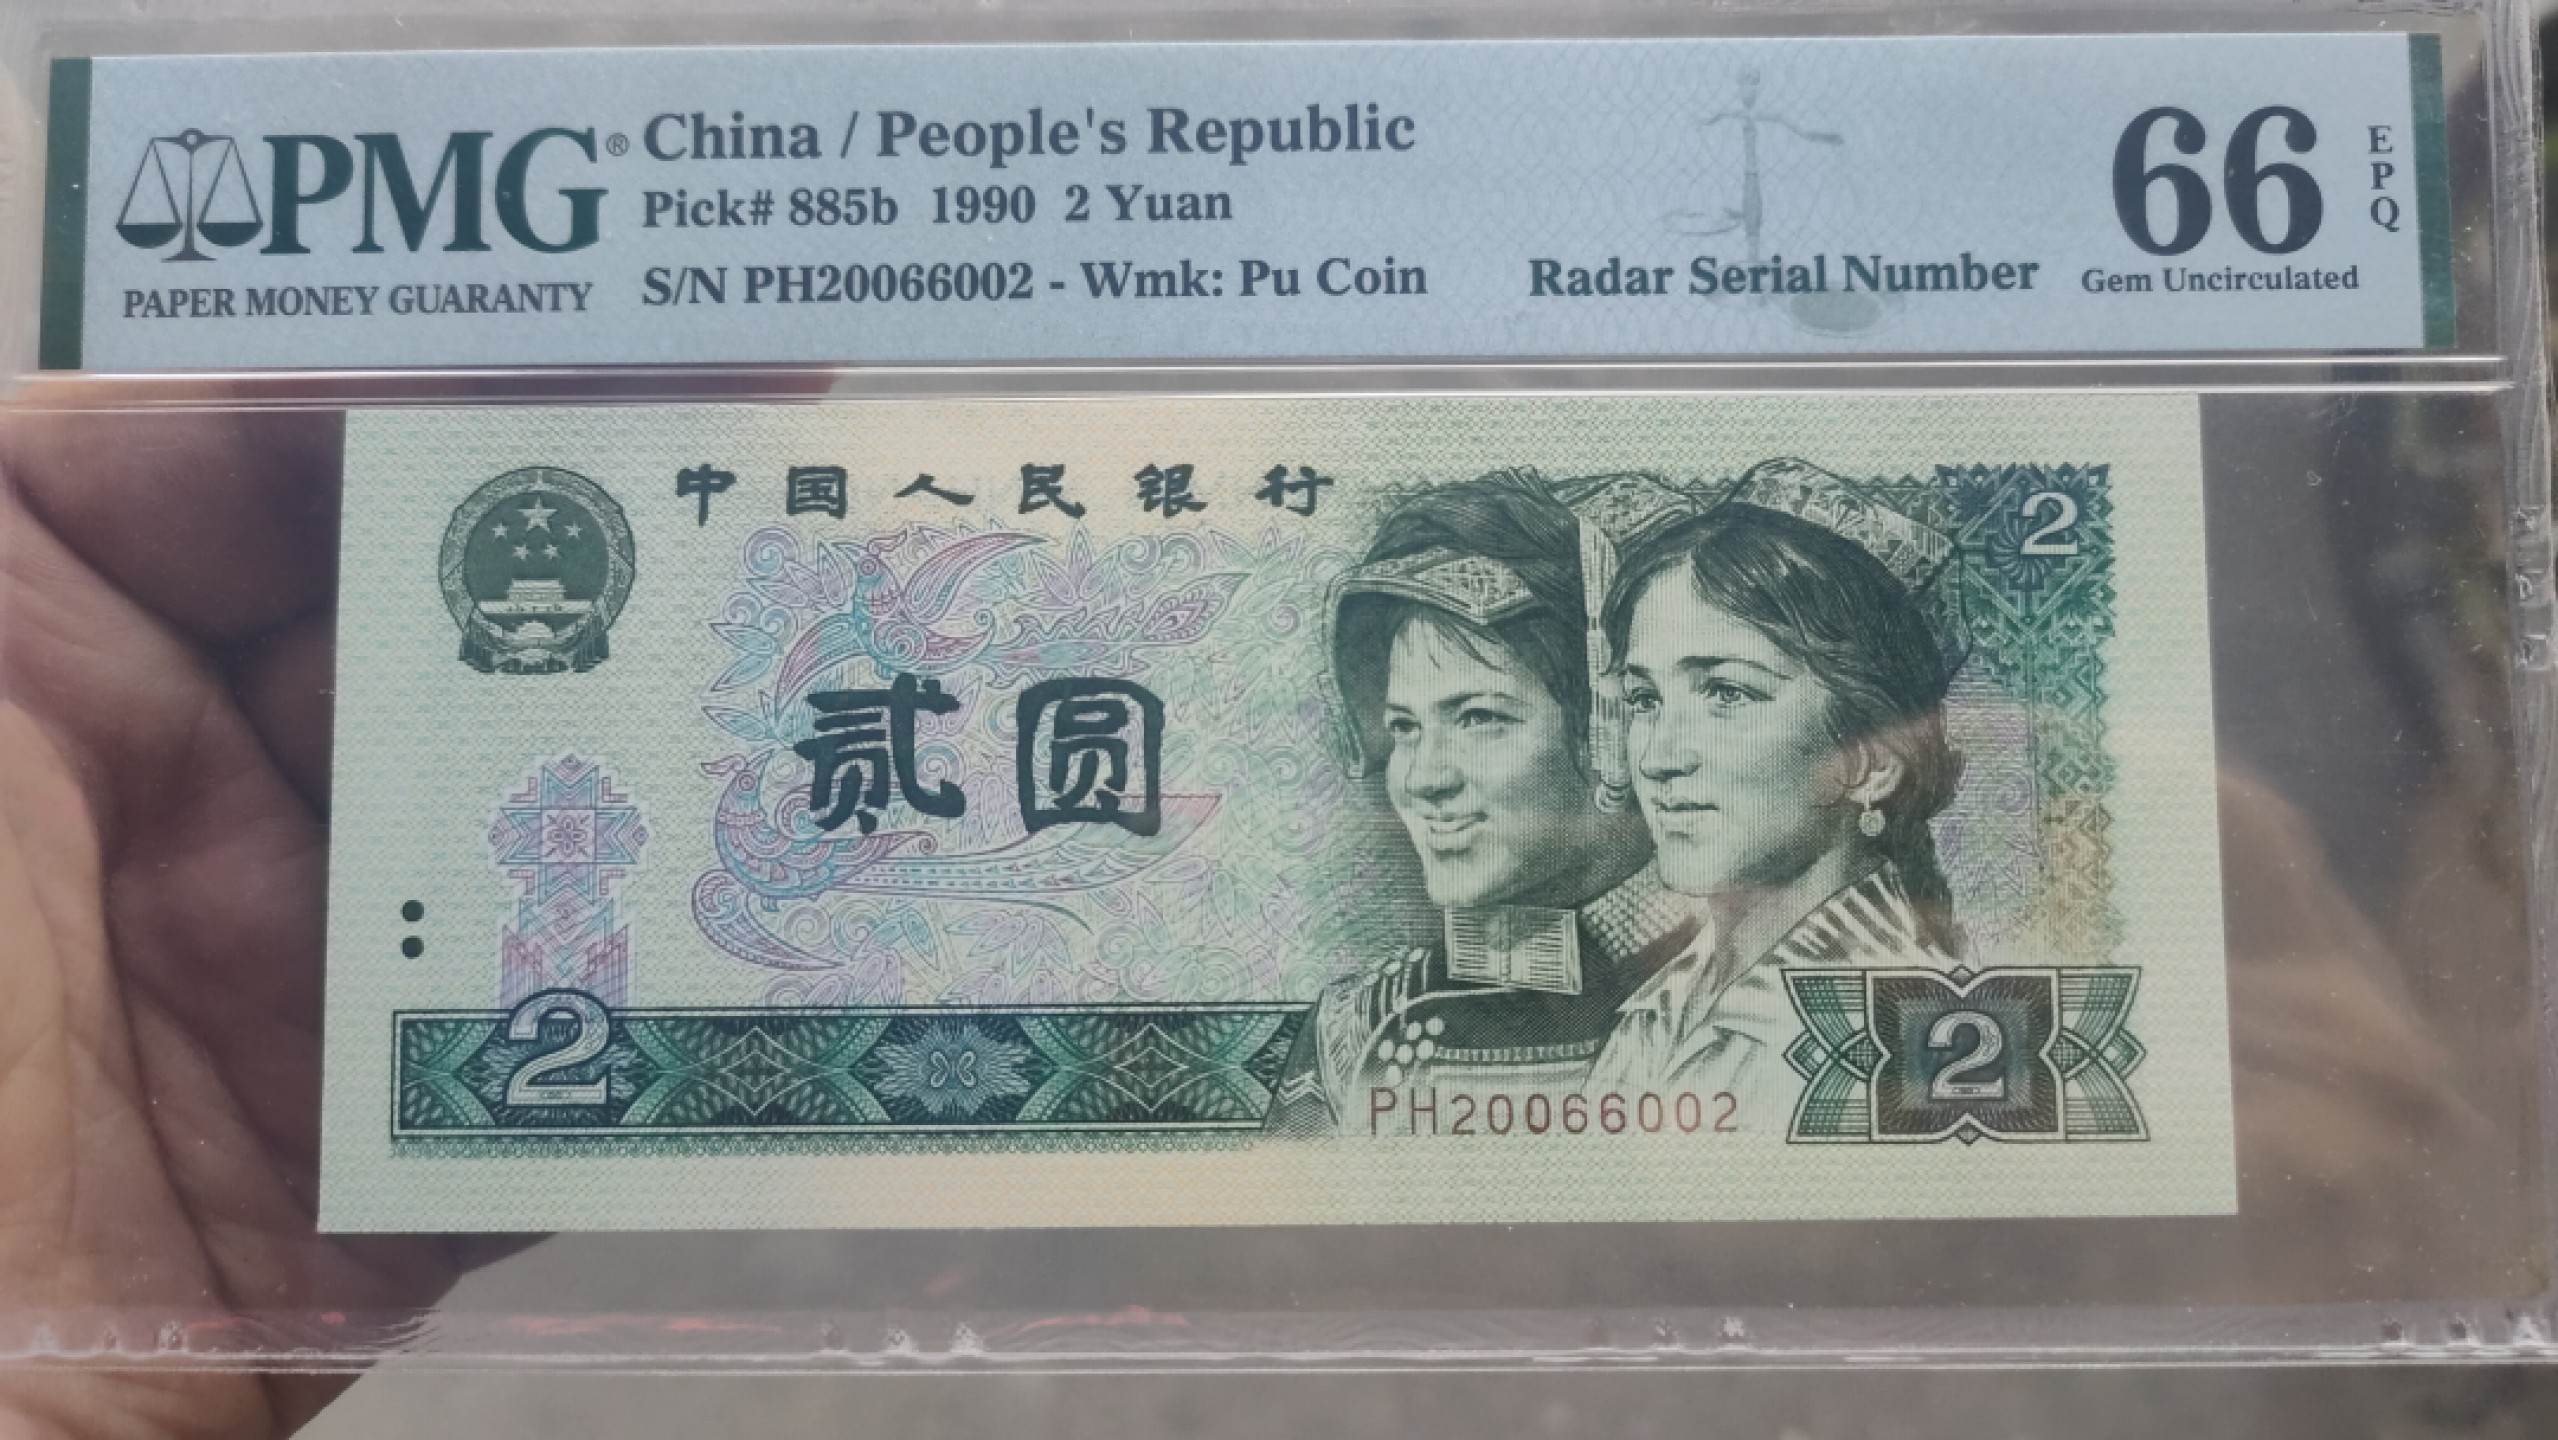 PMG® China / People's Republic
Pick# 885b 1990 2 Yuan
PAPER MONEY GUARANTY
S/N PH20066002 - Wmk: Pu Coin
Radar Serial Number
66
EPQ
Gem Uncirculated
中国人民银行
2
贰圆
2
2
PH20066002